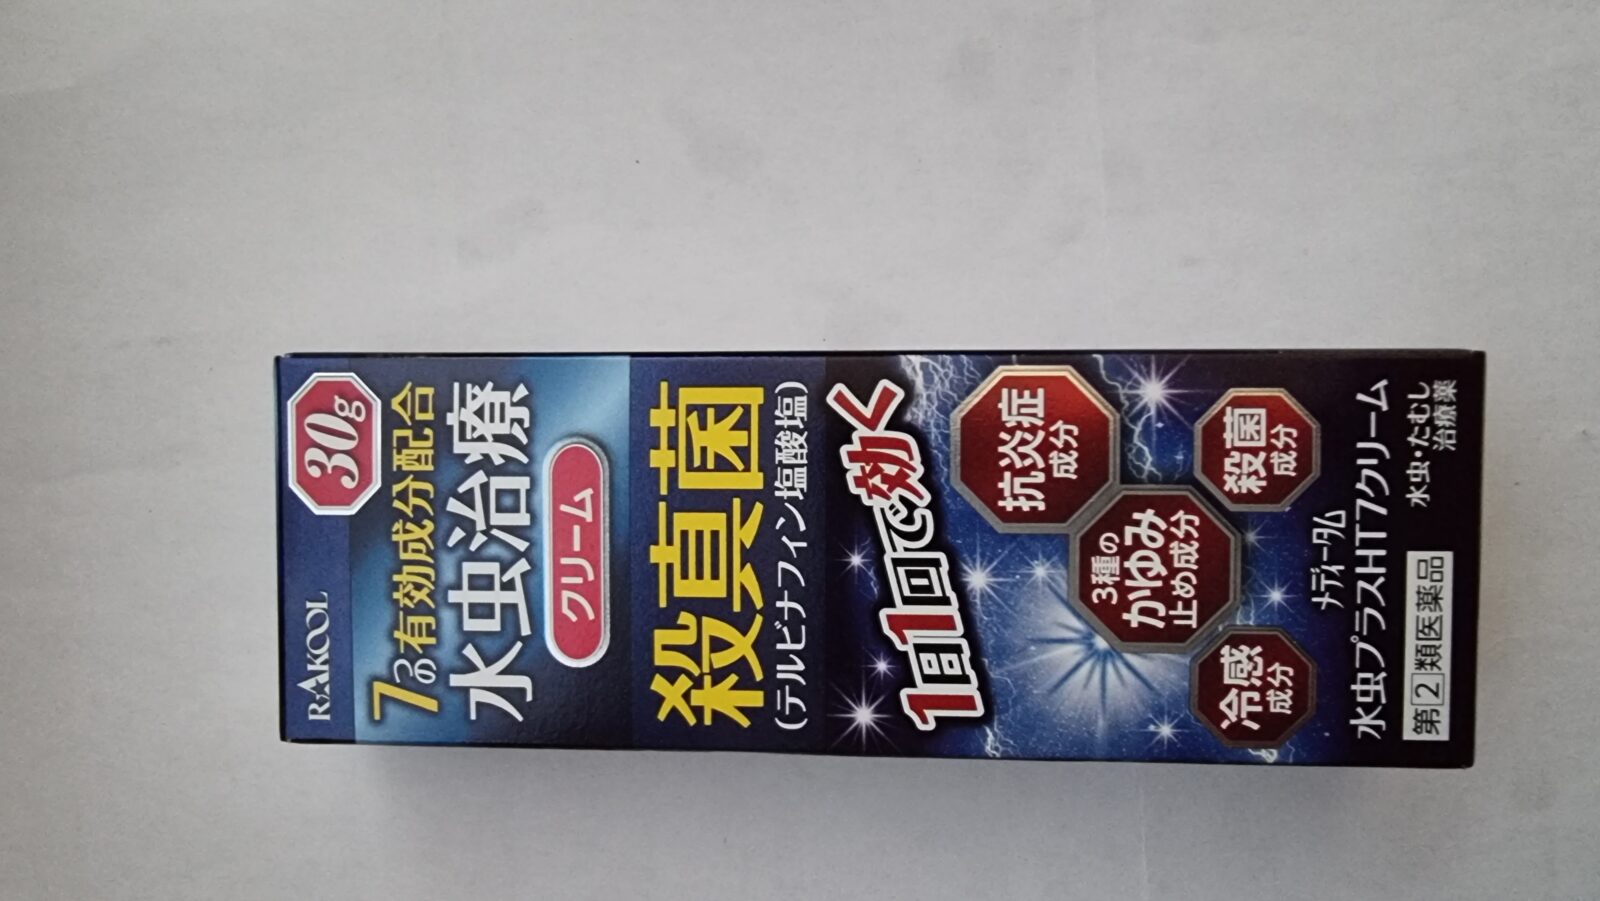 RAKOOL
30g
7つの有効成分配合
水虫治療
クリーム
殺真菌
(テルビナフィン塩酸塩)
1日1回で効く
抗炎症
成分
3種の
かゆみ
止め成分
殺菌
成分
冷感
成分
メディータム
水虫プラスHT7クリーム
第2類医薬品
水虫・たむし
治療薬